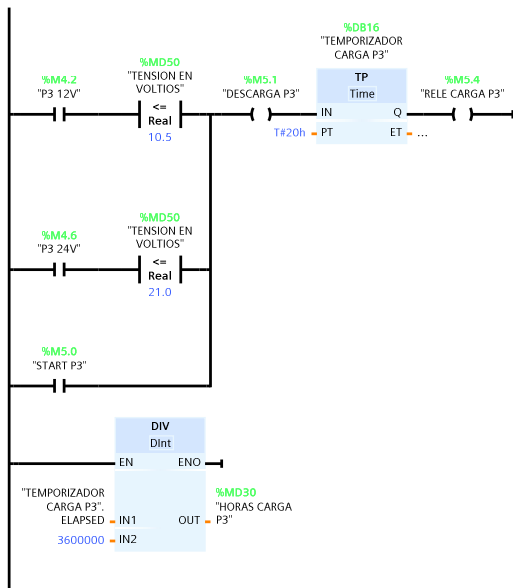 %DB16
"TEMPORIZADOR
CARGA P3"
%MD50
%M4.2
"TENSION EN
VOLTIOS"
"P3 12V"
<=
Real
10.5
%M5.1
"DESCARGA P3"
TP
Time
IN
Q
T#20h
PT
ET
...
%M5.4
"RELE CARGA P3"
%MD50
%M4.6
"TENSION EN
VOLTIOS"
"P3 24V"
<=
Real
21.0
%M5.0
"START P3"
DIV
DInt
EN
ENO
"TEMPORIZADOR
CARGA P3".
ELAPSED
IN1
3600000
IN2
OUT
%MD30
"HORAS CARGA
P3"